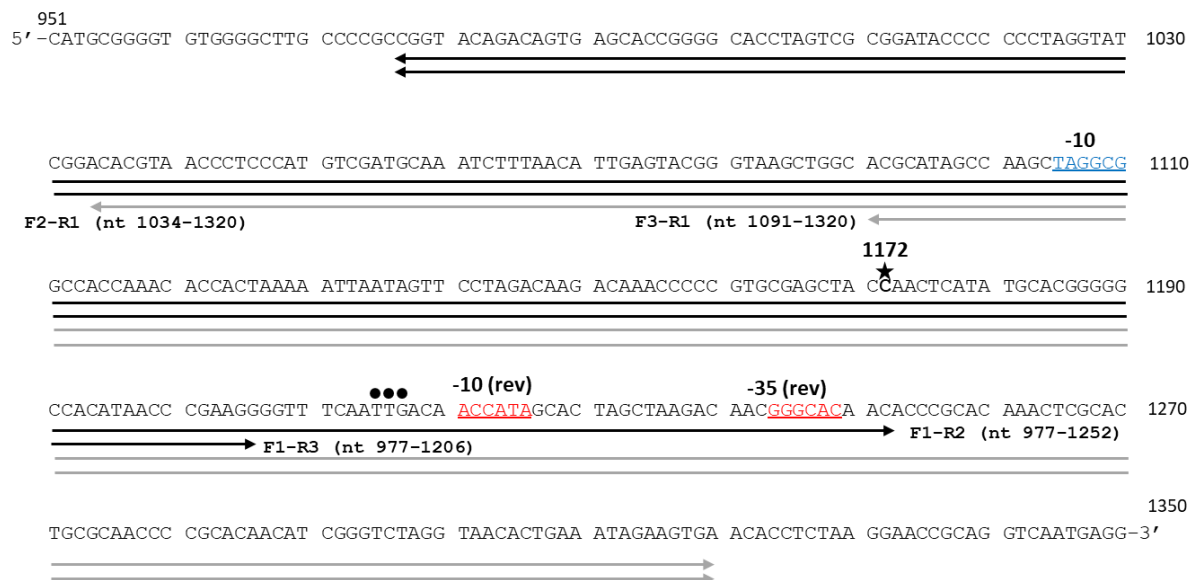 951
5’-CATGCGGGGT GTGGGGCTTG CCCCGCCGGT ACAGACAGTG AGCACCGGGG CACCTAGTCG CGGATACCCC CCCTAGGTAT 1030
-10
CGGACACGTA ACCCTCCCAT GTCGATGCAA ATCTTTAACA TTGAGTACGG GTAAGCTGGC ACGCATAGCC AAGCTAGGCG 1110
F2-R1 (nt 1034-1320) F3-R1 (nt 1091-1320)
1172
GCCACCAAAC ACCACTAAAA ATTAATAGTT CCTAGACAAG ACAAACCCCC GTGCGAGCTA CCAACTCATA TGCACGGGGG 1190
-10 (rev) -35 (rev)
CCACATAACC CGAAGGGGTT TCAATTGACA ACCATAGCAC TAGCTAAGAC AACGGGCACA ACACCCGCAC AAACTCGCAC 1270
F1-R3 (nt 977-1206) F1-R2 (nt 977-1252)
1350
TGCGCAACCC CGCACAACAT CGGGTCTAGG TAACACTGAA ATAGAAGTGA ACACCTCTAA GGAACCGCAG GTCAATGAGG-3’